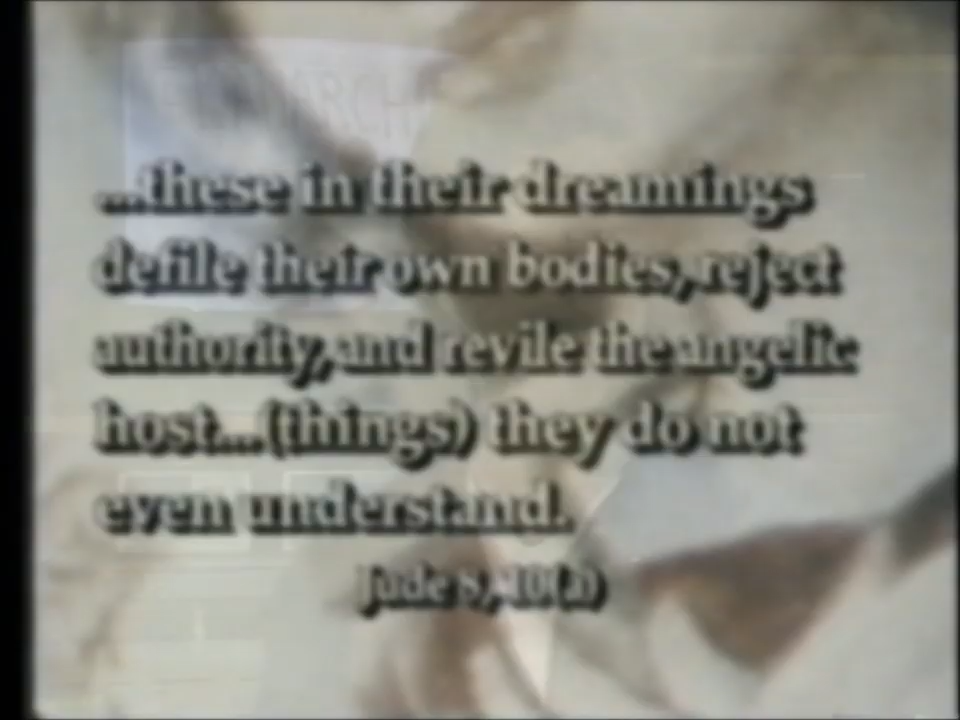 ...these in their dreamings
defile their own bodies, reject
authority, and revile the angelic
host...(things) they do not
even understand.
Jude 8, 10(a)